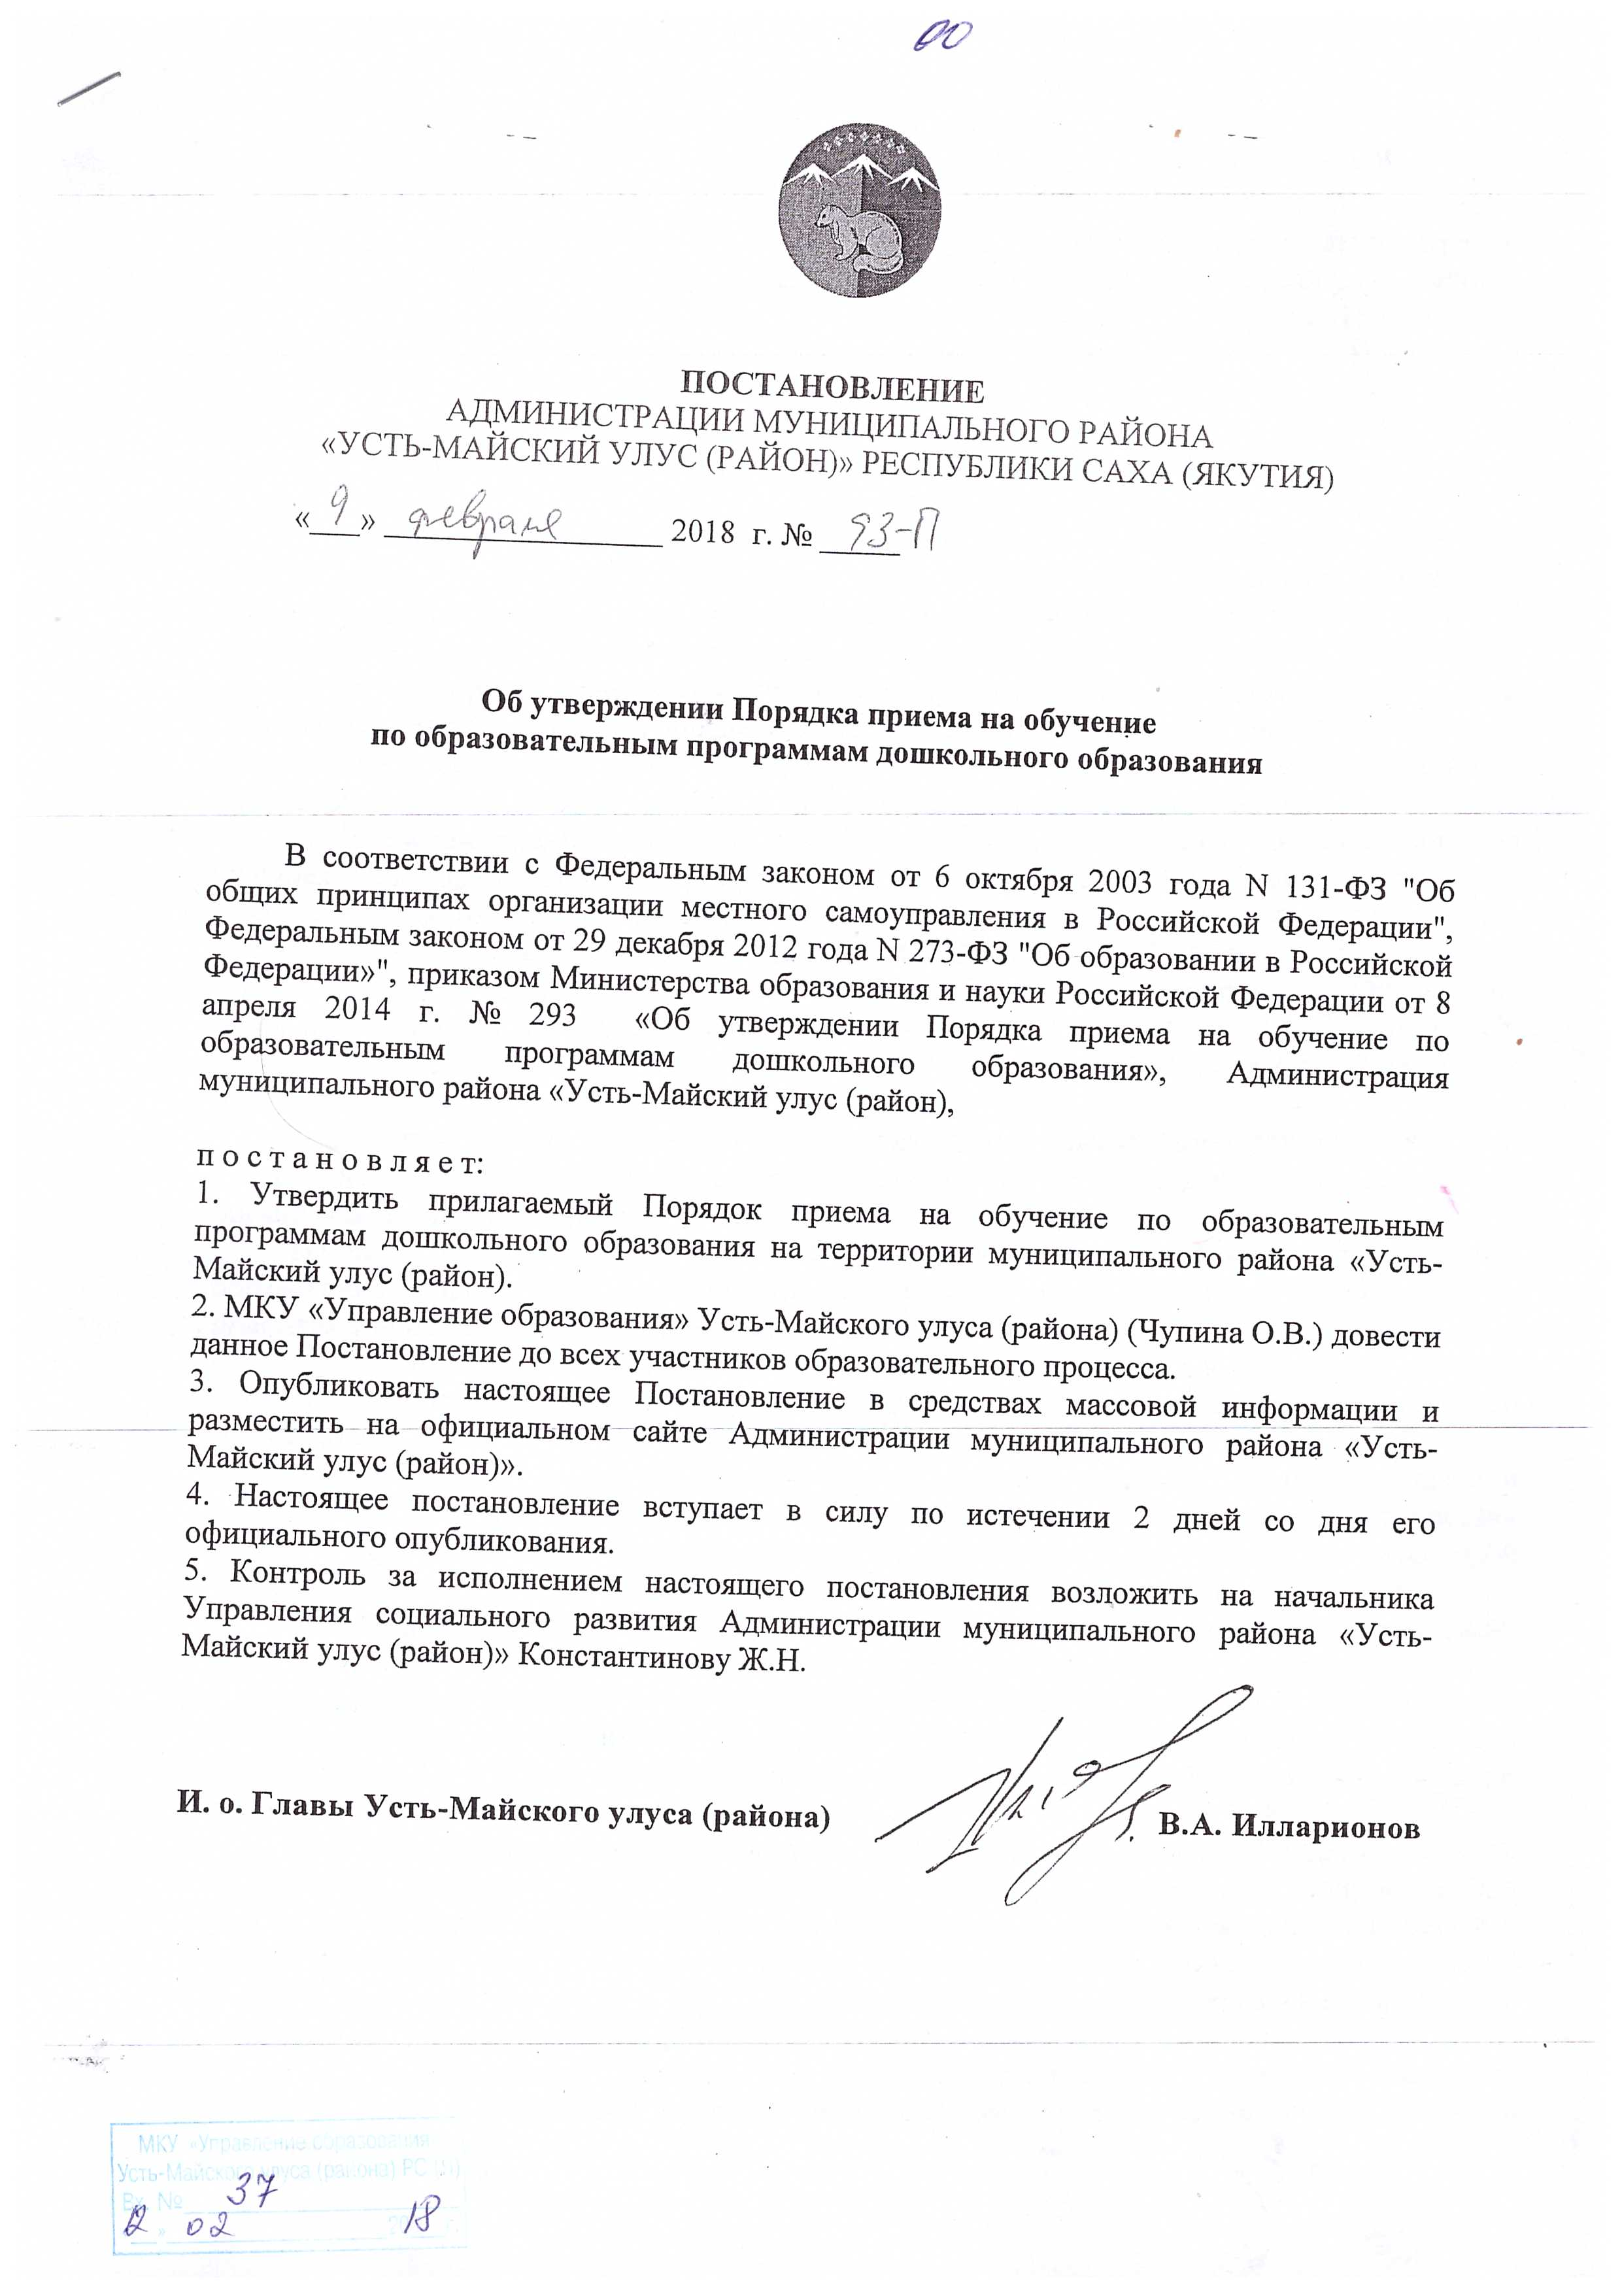 ПОСТАНОВЛЕНИЕ
АДМИНИСТРАЦИИ МУНИЦИПАЛЬНОГО РАЙОНА
«УСТЬ-МАЙСКИЙ УЛУС (РАЙОН)» РЕСПУБЛИКИ САХА (ЯКУТИЯ)
«9» февраля 2018 г. № 93-П
Об утверждении Порядка приема на обучение
по образовательным программам дошкольного образования
В соответствии с Федеральным законом от 6 октября 2003 года N 131-ФЗ "Об
общих принципах организации местного самоуправления в Российской Федерации",
Федеральным законом от 29 декабря 2012 года N 273-ФЗ "Об образовании в Российской
Федерации»", приказом Министерства образования и науки Российской Федерации от 8
апреля 2014 г. № 293 «Об утверждении Порядка приема на обучение по
образовательным программам дошкольного образования», Администрация
муниципального района «Усть-Майский улус (район),
п о с т а н о в л я е т:
1. Утвердить прилагаемый Порядок приема на обучение по образовательным
программам дошкольного образования на территории муниципального района «Усть-
Майский улус (район).
2. МКУ «Управление образования» Усть-Майского улуса (района) (Чупина О.В.) довести
данное Постановление до всех участников образовательного процесса.
3. Опубликовать настоящее Постановление в средствах массовой информации и
разместить на официальном сайте Администрации муниципального района «Усть-
Майский улус (район)».
4. Настоящее постановление вступает в силу по истечении 2 дней со дня его
официального опубликования.
5. Контроль за исполнением настоящего постановления возложить на начальника
Управления социального развития Администрации муниципального района «Усть-
Майский улус (район)» Константинову Ж.Н.
И. о. Главы Усть-Майского улуса (района) В.А. Илларионов
МКУ «Управление образования
Усть-Майского улуса (района) РС
Вх. № 37
02 18